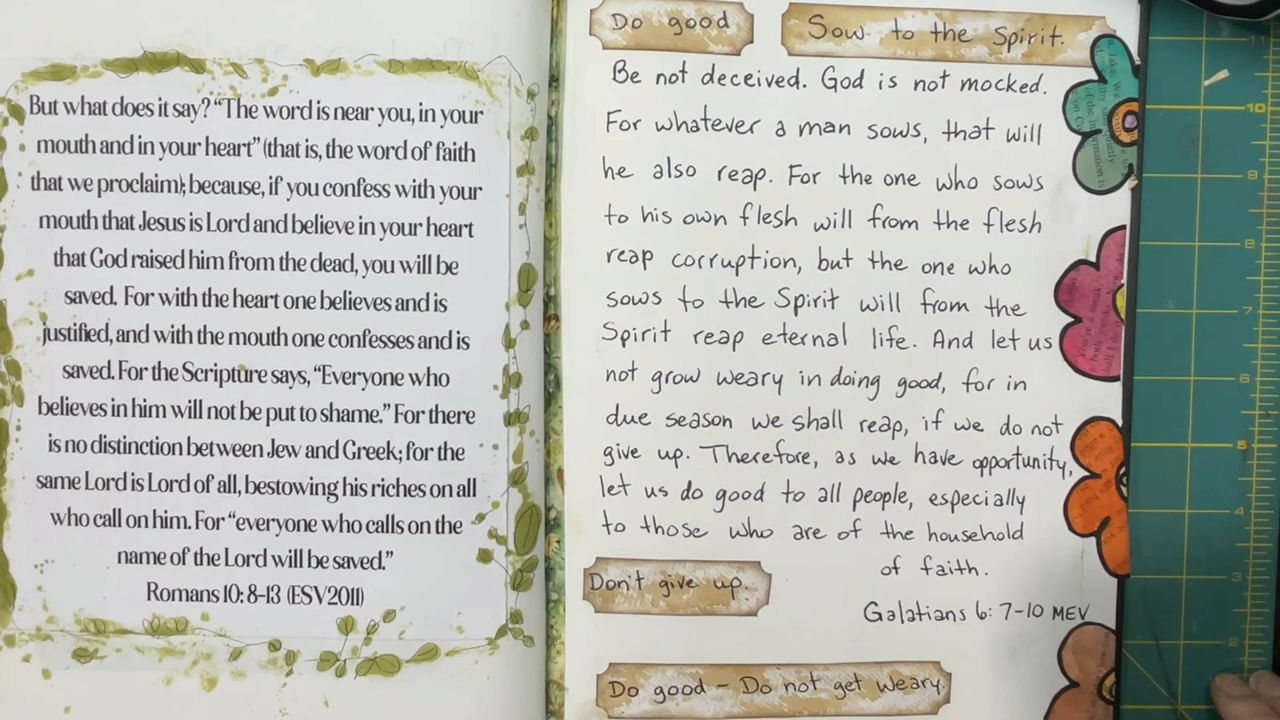 But what does it say? “The word is near you, in your
mouth and in your heart” (that is, the word of faith
that we proclaim); because, if you confess with your
mouth that Jesus is Lord and believe in your heart
that God raised him from the dead, you will be
saved. For with the heart one believes and is
justified, and with the mouth one confesses and is
saved. For the Scripture says, “Everyone who
believes in him will not be put to shame.” For there
is no distinction between Jew and Greek; for the
same Lord is Lord of all, bestowing his riches on all
who call on him. For “everyone who calls on the
name of the Lord will be saved.”
Romans 10: 8-13 (ESV2011)
Do good
Sow to the Spirit.
Be not deceived. God is not mocked.
For whatever a man sows, that will
he also reap. For the one who sows
to his own flesh will from the flesh
reap corruption, but the one who
sows to the Spirit will from the
Spirit reap eternal life. And let us
not grow weary in doing good, for in
due season we shall reap, if we do not
give up. Therefore, as we have opportunity,
let us do good to all people, especially
to those who are of the household
of faith.
Don't give up.
Galatians 6: 7-10 MEV
Do good - Do not get weary.
11
10
9
8
7
6
5
4
3
2